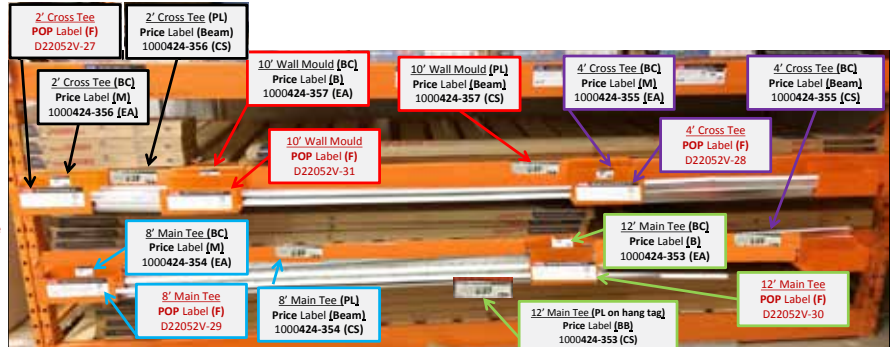 2' Cross Tee
POP Label (F)
D22052V-27
2' Cross Tee (PL)
Price Label (Beam)
1000424-356 (CS)
2' Cross Tee (BC)
Price Label (M)
1000424-356 (EA)
10' Wall Mould (BC)
Price Label (B)
1000424-357 (EA)
10' Wall Mould (PL)
Price Label (Beam)
1000424-357 (CS)
4' Cross Tee (BC)
Price Label (M)
1000424-355 (EA)
4' Cross Tee (BC)
Price Label (Beam)
1000424-355 (CS)
10' Wall Mould
POP Label (F)
D22052V-31
4' Cross Tee
POP Label (F)
D22052V-28
8' Main Tee (BC)
Price Label (M)
1000424-354 (EA)
12' Main Tee (BC)
Price Label (B)
1000424-353 (EA)
8' Main Tee
POP Label (F)
D22052V-29
8' Main Tee (PL)
Price Label (Beam)
1000424-354 (CS)
12' Main Tee (PL on hang tag)
Price Label (BB)
1000424-353 (CS)
12' Main Tee
POP Label (F)
D22052V-30